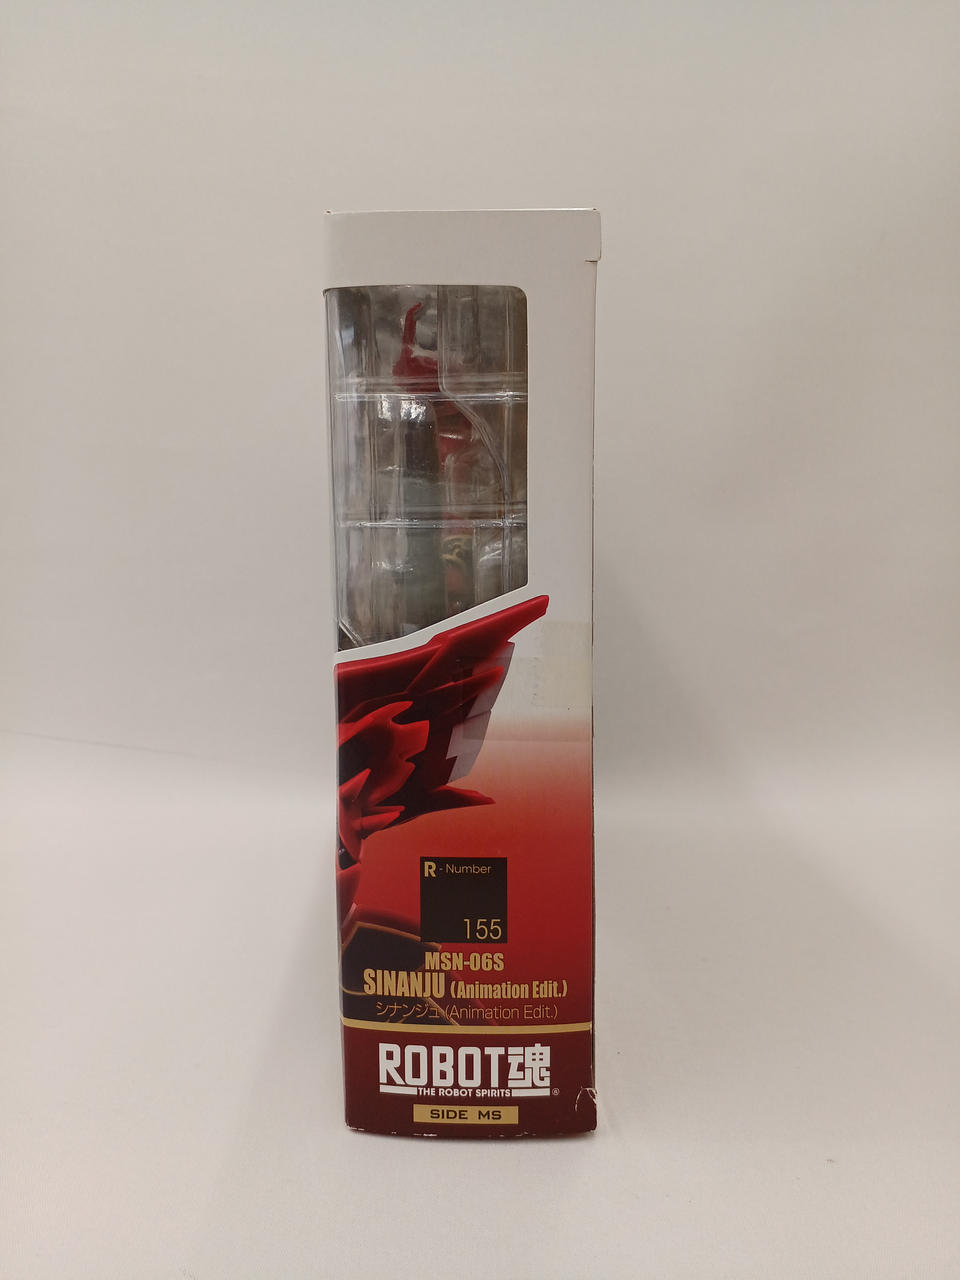 R - Number
155
MSN-06S
SINANJU (Animation Edit.)
シナンジュ (Animation Edit.)
ROBOT魂
THE ROBOT SPIRITS
®
SIDE MS